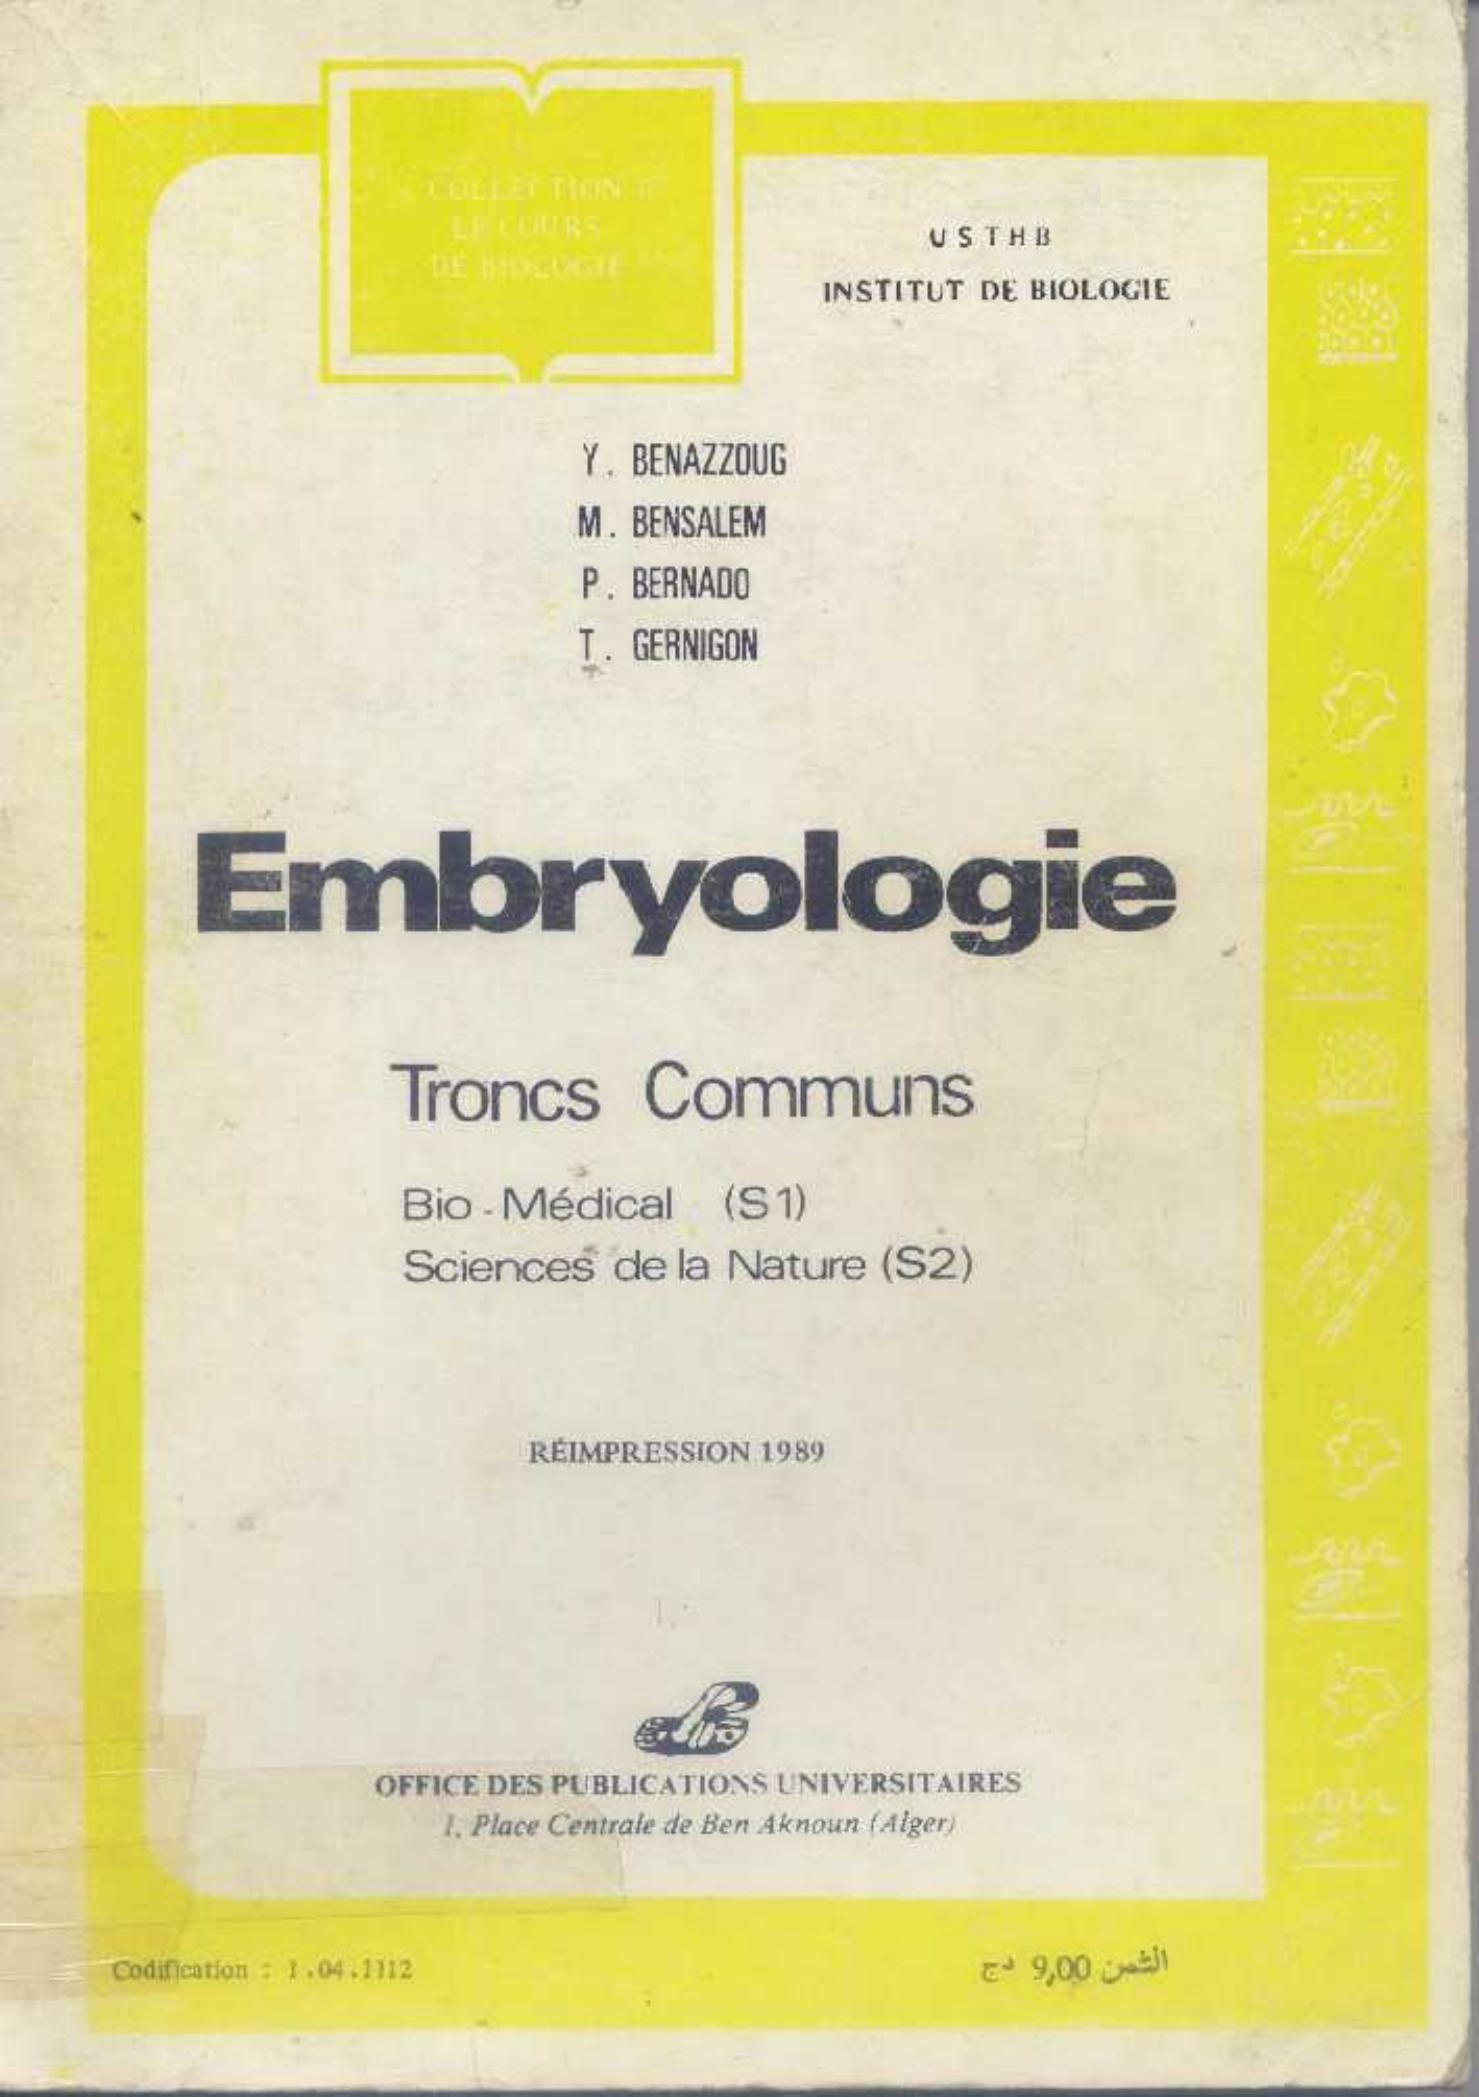 COLLECTION
LE COURS
DE BIOLOGIE
USTHB
INSTITUT DE BIOLOGIE
Y. BENAZZOUG
M. BENSALEM
P. BERNADO
T. GERNIGON
Embryologie
Troncs Communs
Bio-Médical (S1)
Sciences de la Nature (S2)
RÉIMPRESSION 1989
OFFICE DES PUBLICATIONS UNIVERSITAIRES
1, Place Centrale de Ben Aknoun (Alger)
Codification : 1.04.1112
الثمن 9,00 دج